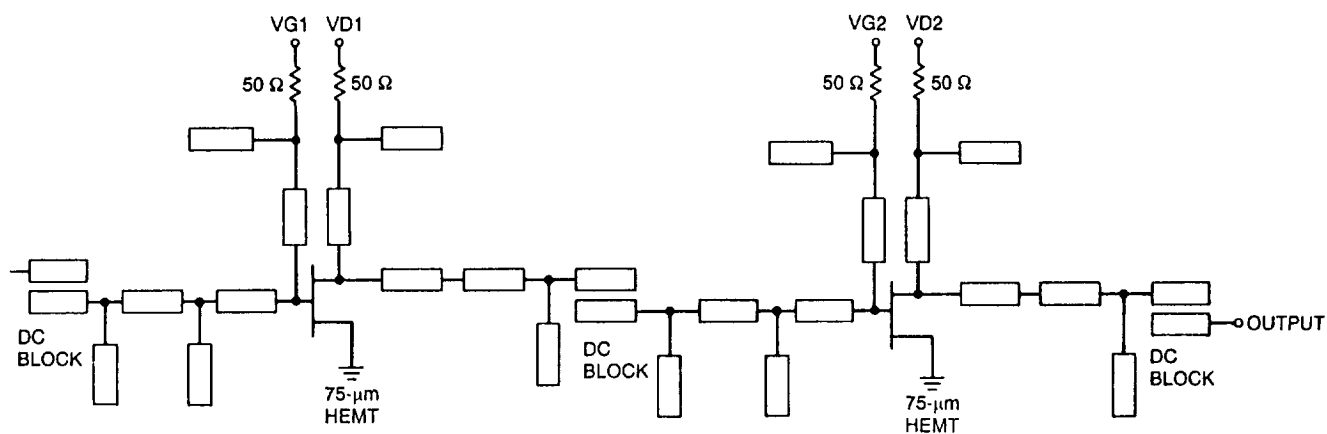 VG1 VD1 VG2 VD2
50 Ω 50 Ω 50 Ω 50 Ω
OUTPUT
DC
BLOCK
DC
BLOCK
DC
BLOCK
75-μm
HEMT
75-μm
HEMT